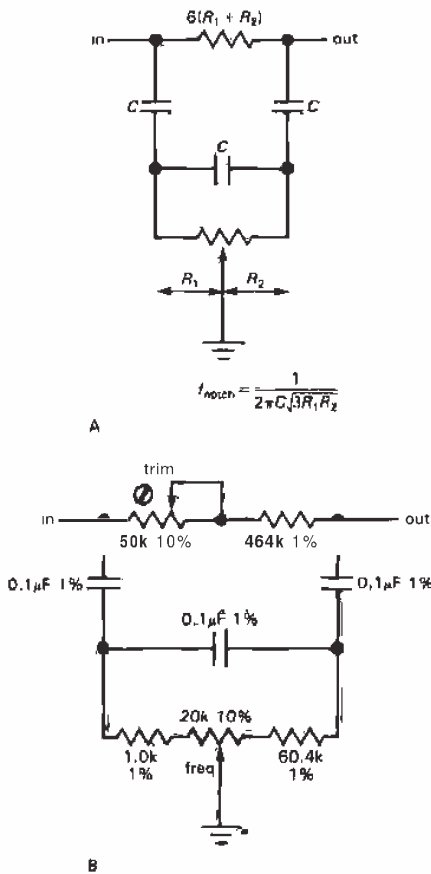 6(R₁ + R₂)
in out
C C
C
R₁ R₂
f_notch = 1 / 2πC√3R₁R₂
A
trim
in out
50k 10% 464k 1%
0.1μF 1% 0.1μF 1%
0.1μF 1%
20k 10%
1.0k 60.4k
1% freq 1%
B